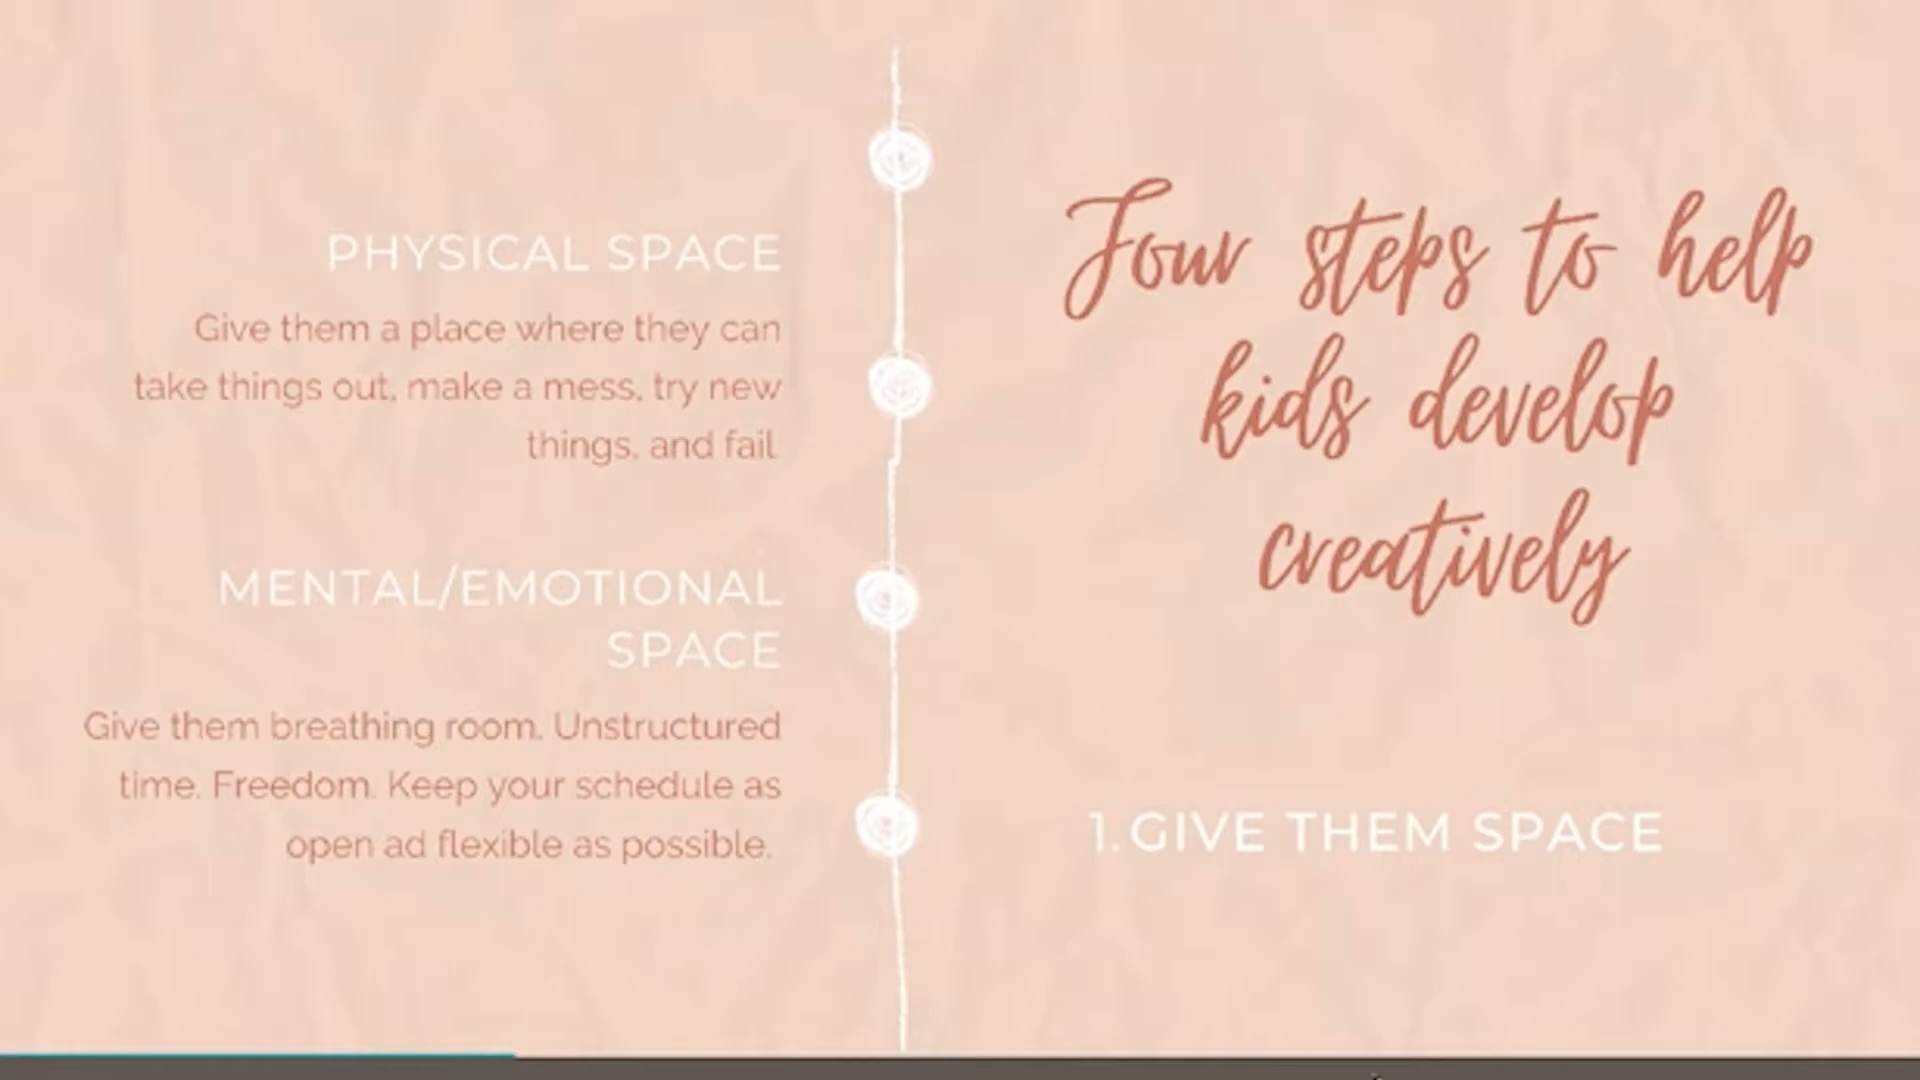 PHYSICAL SPACE
Give them a place where they can
take things out, make a mess, try new
things, and fail.
MENTAL/EMOTIONAL
SPACE
Give them breathing room. Unstructured
time. Freedom. Keep your schedule as
open ad flexible as possible.
Four steps to help
kids develop
creatively
1. GIVE THEM SPACE